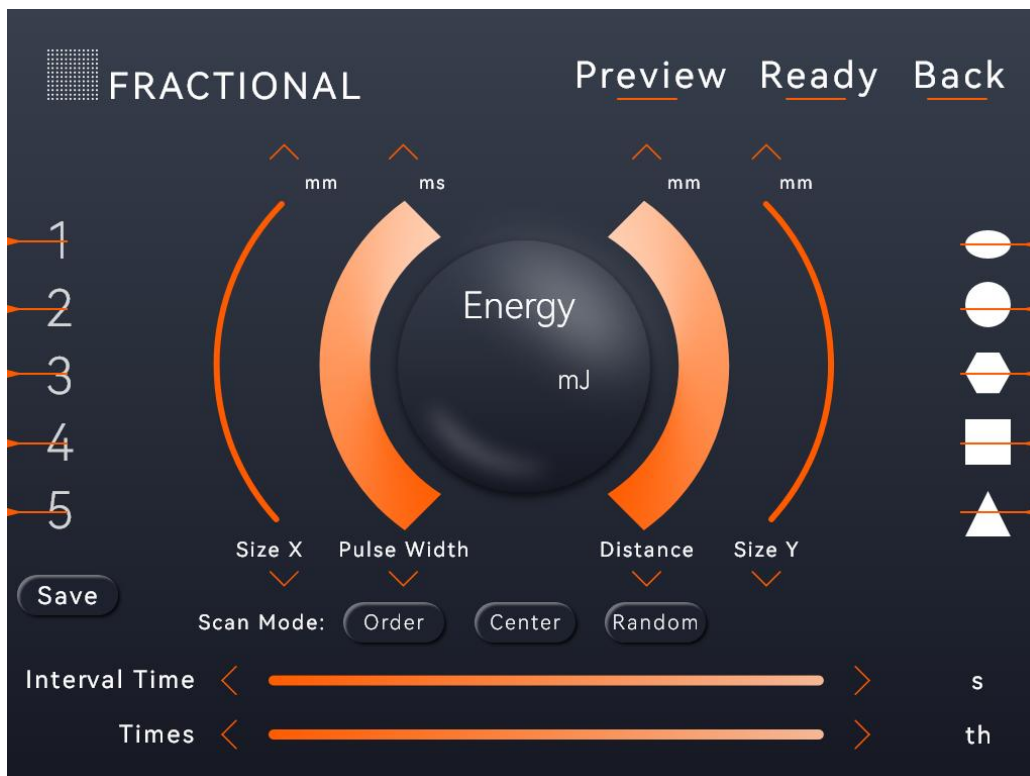 FRACTIONAL
Preview Ready Back
mm ms mm mm
1
2
3
4
5
Energy
mJ
Size X Pulse Width Distance Size Y
Save
Scan Mode: Order Center Random
Interval Time s
Times th